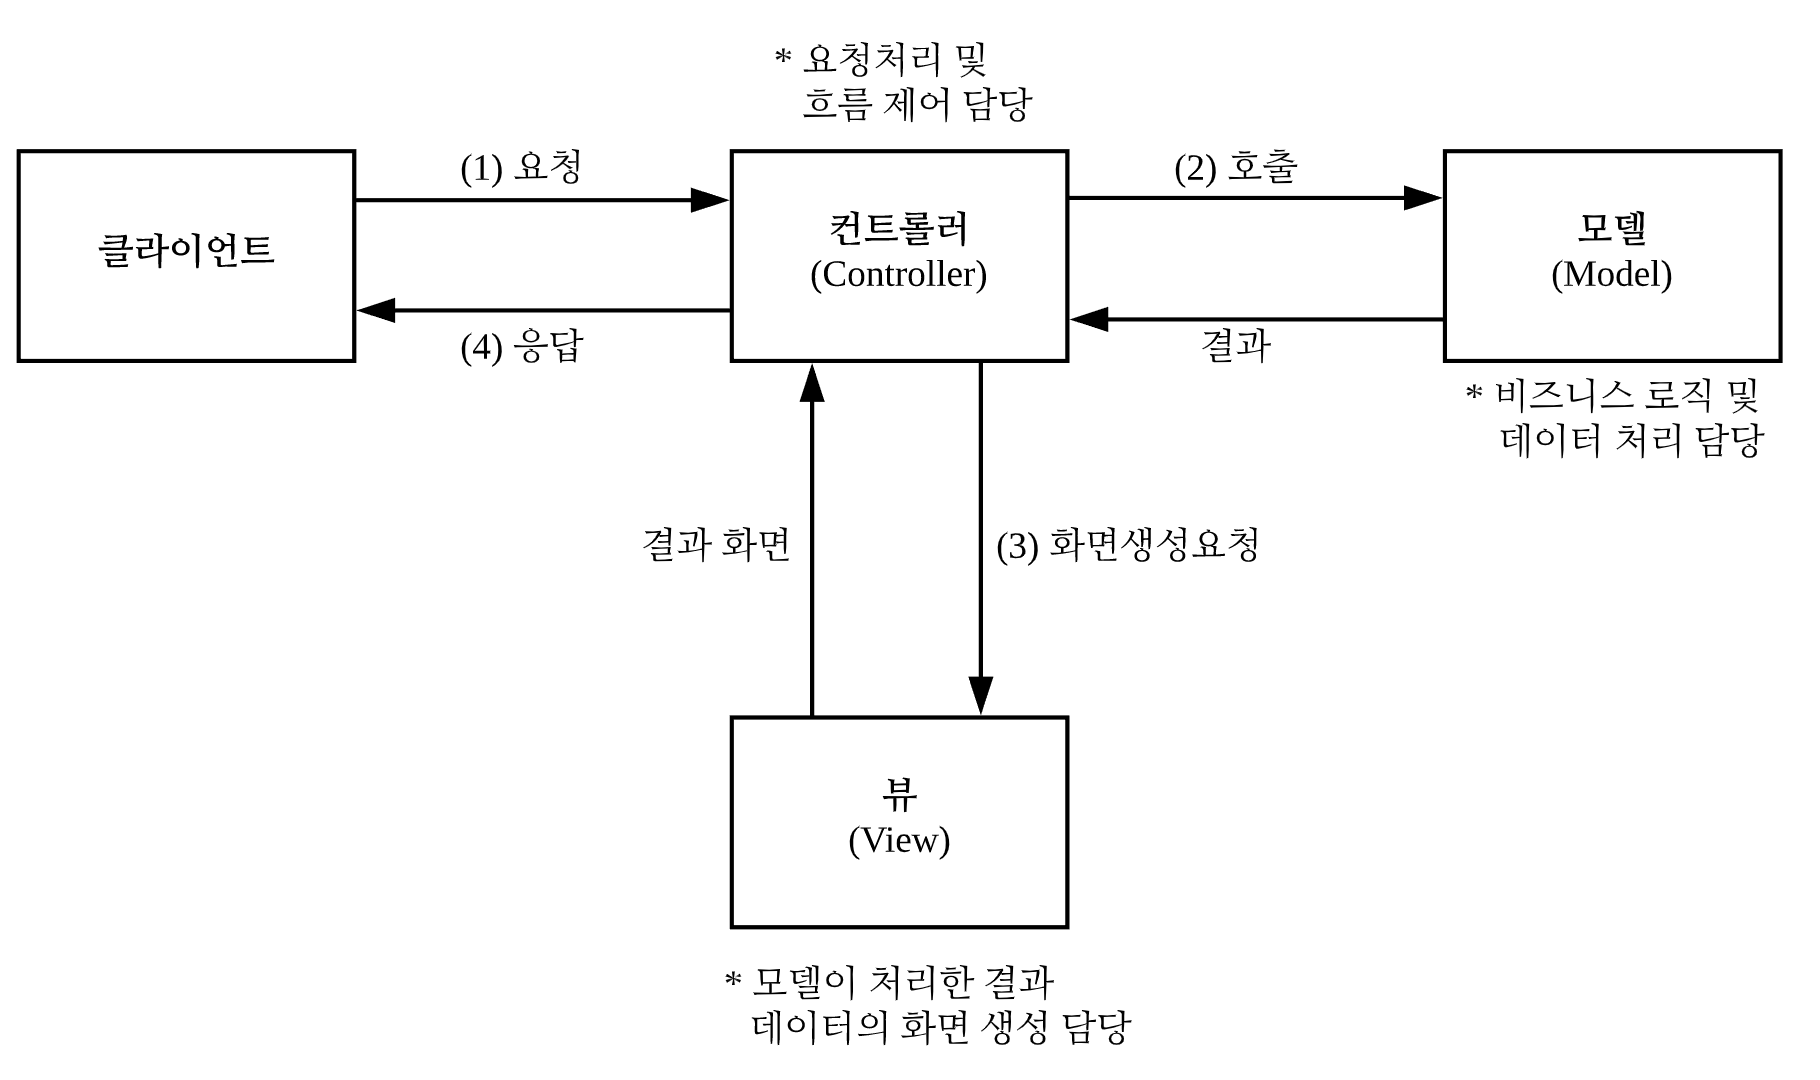 * 요청처리 및
흐름 제어 담당
(1) 요청
(2) 호출
클라이언트
컨트롤러
(Controller)
모델
(Model)
(4) 응답
결과
* 비즈니스 로직 및
데이터 처리 담당
결과 화면
(3) 화면생성요청
뷰
(View)
* 모델이 처리한 결과
데이터의 화면 생성 담당